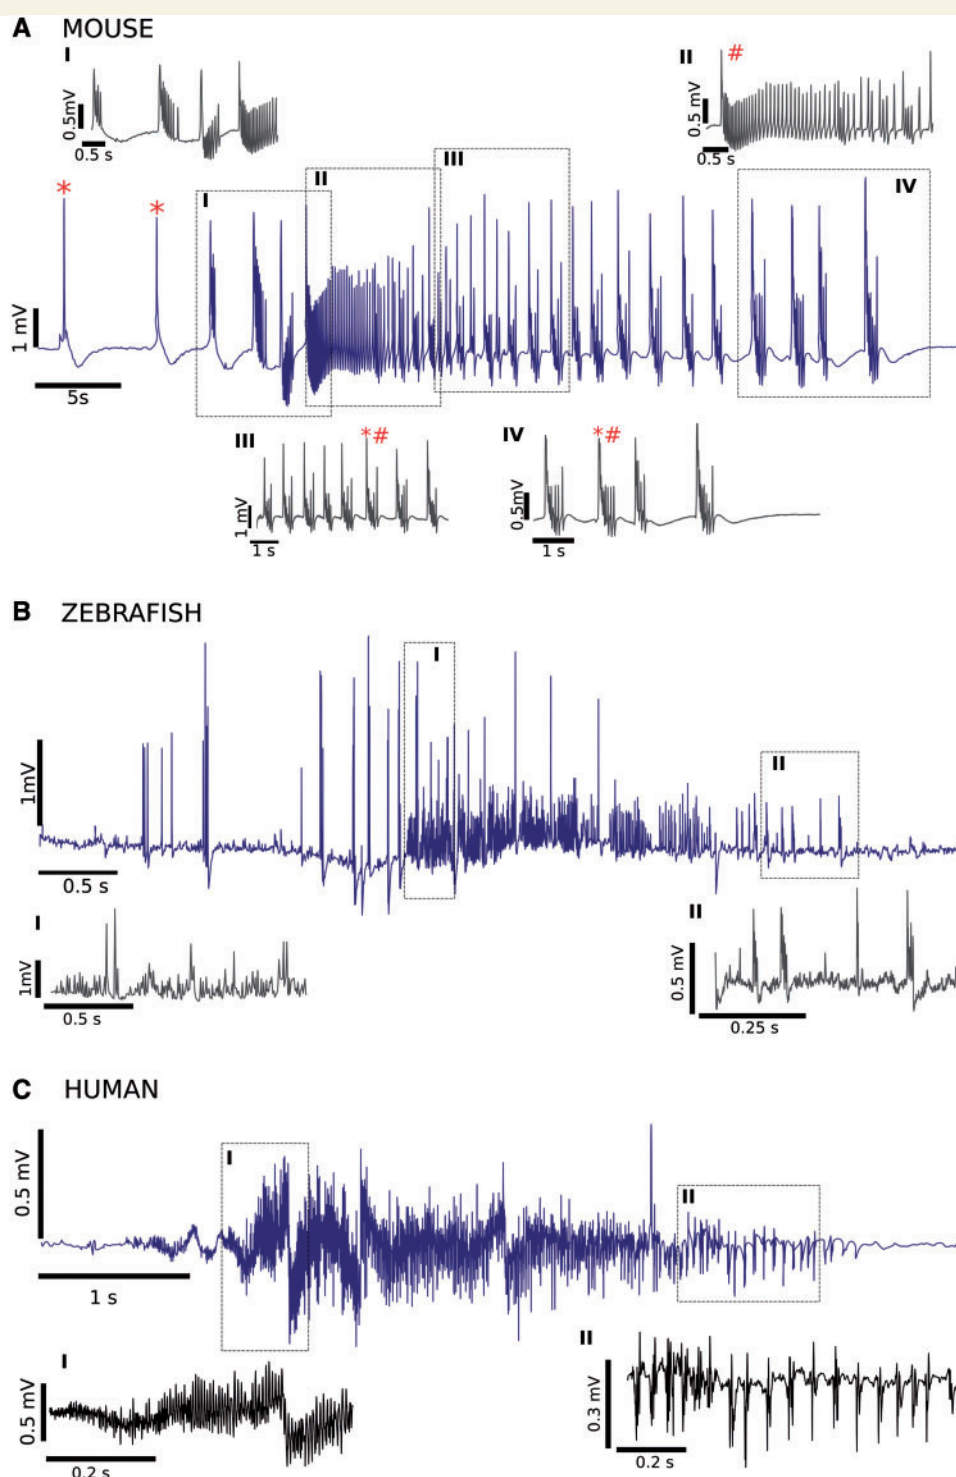 A MOUSE
I
II
#
0.5mV
0.5 s
0.5 mV
0.5 s
* * I II III IV
1 mV
5s
III
*#
1 mV
1 s
IV
*#
0.5mV
1 s
B ZEBRAFISH
I
II
1mV
0.5 s
I
1mV
0.5 s
II
0.5 mV
0.25 s
C HUMAN
I
II
0.5 mV
1 s
I
0.5 mV
0.2 s
II
0.3 mV
0.2 s